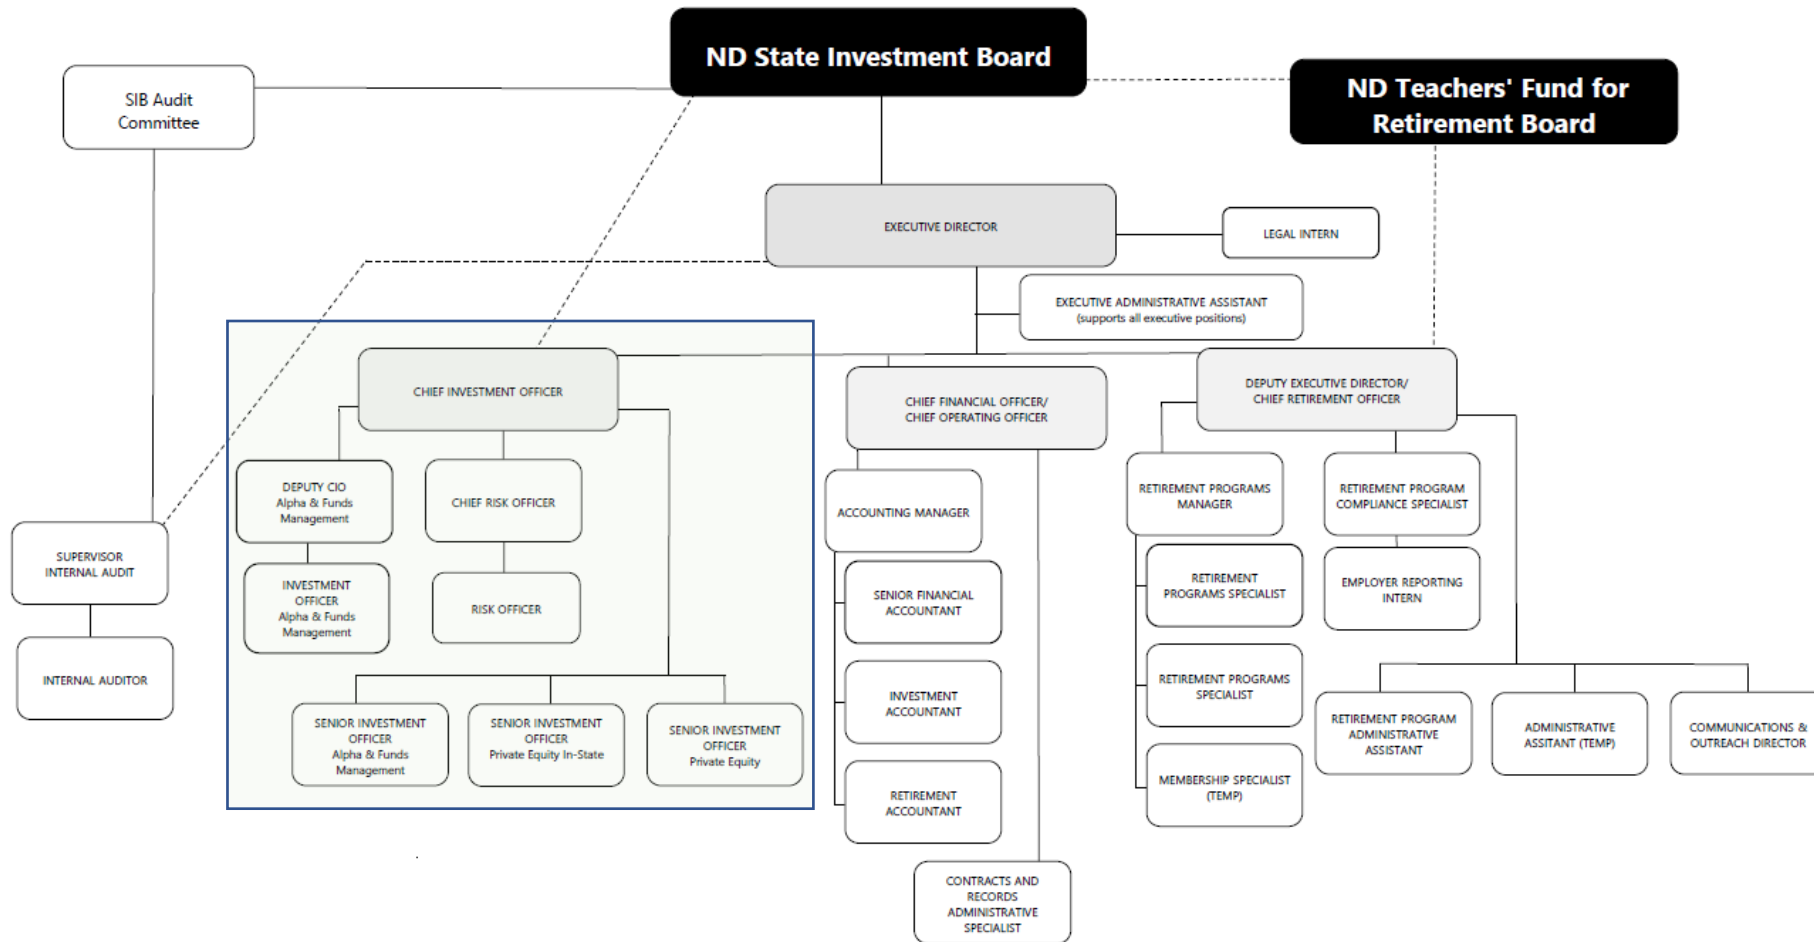 ND State Investment Board
ND Teachers' Fund for
Retirement Board
SIB Audit
Committee
EXECUTIVE DIRECTOR
LEGAL INTERN
EXECUTIVE ADMINISTRATIVE ASSISTANT
(supports all executive positions)
CHIEF INVESTMENT OFFICER
CHIEF FINANCIAL OFFICER/
CHIEF OPERATING OFFICER
DEPUTY EXECUTIVE DIRECTOR/
CHIEF RETIREMENT OFFICER
DEPUTY CIO
Alpha & Funds
Management
CHIEF RISK OFFICER
ACCOUNTING MANAGER
RETIREMENT PROGRAMS
MANAGER
RETIREMENT PROGRAM
COMPLIANCE SPECIALIST
SUPERVISOR
INTERNAL AUDIT
INVESTMENT
OFFICER
Alpha & Funds
Management
RISK OFFICER
SENIOR FINANCIAL
ACCOUNTANT
RETIREMENT
PROGRAMS SPECIALIST
EMPLOYER REPORTING
INTERN
INTERNAL AUDITOR
INVESTMENT
ACCOUNTANT
RETIREMENT PROGRAMS
SPECIALIST
SENIOR INVESTMENT
OFFICER
Alpha & Funds
Management
SENIOR INVESTMENT
OFFICER
Private Equity In-State
SENIOR INVESTMENT
OFFICER
Private Equity
RETIREMENT PROGRAM
ADMINISTRATIVE
ASSISTANT
ADMINISTRATIVE
ASSITANT (TEMP)
COMMUNICATIONS &
OUTREACH DIRECTOR
RETIREMENT
ACCOUNTANT
MEMBERSHIP SPECIALIST
(TEMP)
CONTRACTS AND
RECORDS
ADMINISTRATIVE
SPECIALIST